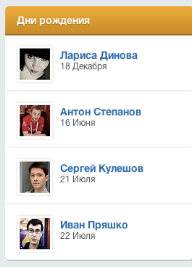 Дни рождения
Лариса Динова
18 Декабря
Антон Степанов
16 Июня
Сергей Кулешов
21 Июля
Иван Пряшко
22 Июля